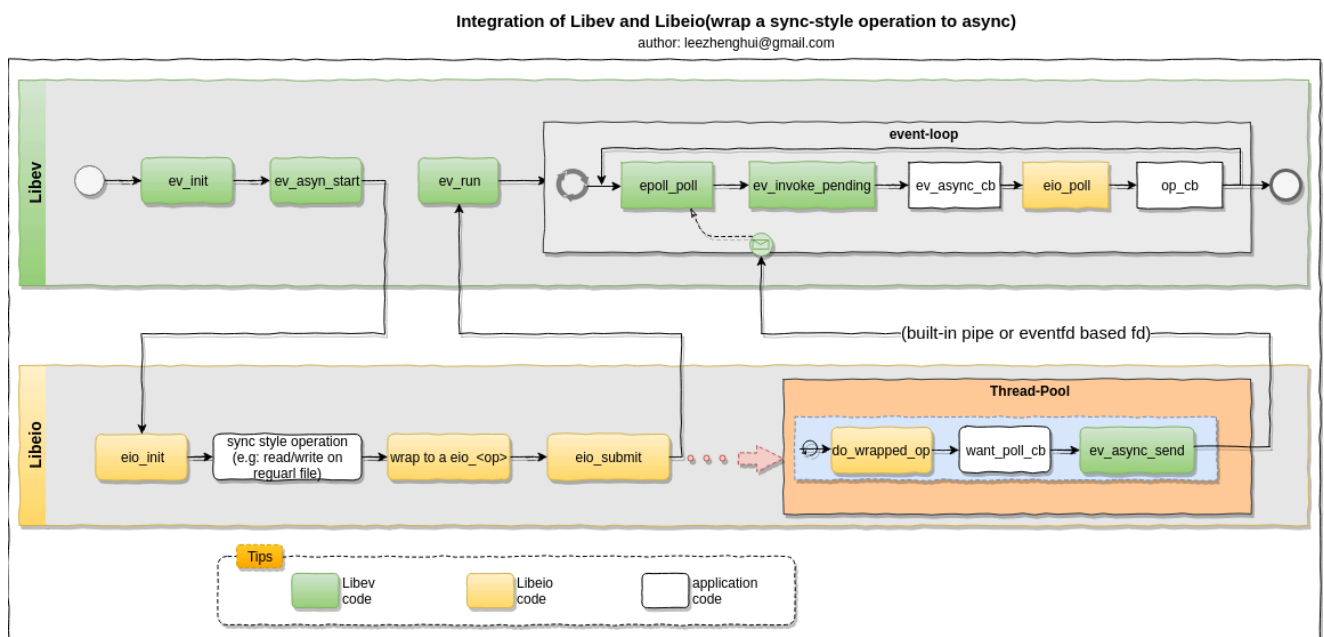 Integration of Libev and Libeio(wrap a sync-style operation to async)
author: leezhenghui@gmail.com
Libev
event-loop
ev_init
ev_asyn_start
ev_run
epoll_poll
ev_invoke_pending
ev_async_cb
eio_poll
op_cb
(built-in pipe or eventfd based fd)
Libeio
Thread-Pool
eio_init
sync style operation
(e.g: read/write on
reguarl file)
wrap to a eio_<op>
eio_submit
do_wrapped_op
want_poll_cb
ev_async_send
Tips
Libev
code
Libeio
code
application
code